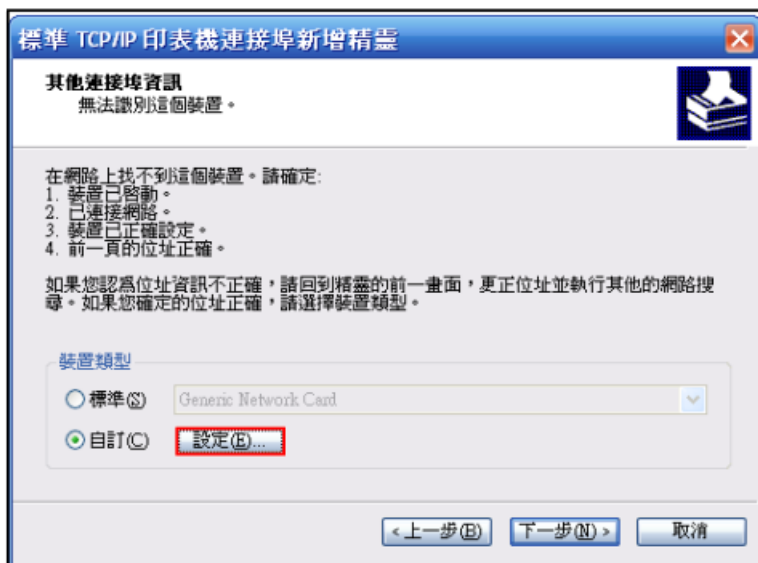 標準 TCP/IP 印表機連接埠新增精靈
其他連接埠資訊
無法識別這個裝置。
在網路上找不到這個裝置。請確定:
1. 裝置已啓動。
2. 已連接網路。
3. 裝置已正確設定。
4. 前一頁的位址正確。
如果您認爲位址資訊不正確，請回到精靈的前一畫面，更正位址並執行其他的網路搜
尋。如果您確定的位址正確，請選擇裝置類型。
裝置類型
標準(S) Generic Network Card
自訂(C) 設定(E)...
<上一步(B) 下一步(N)> 取消